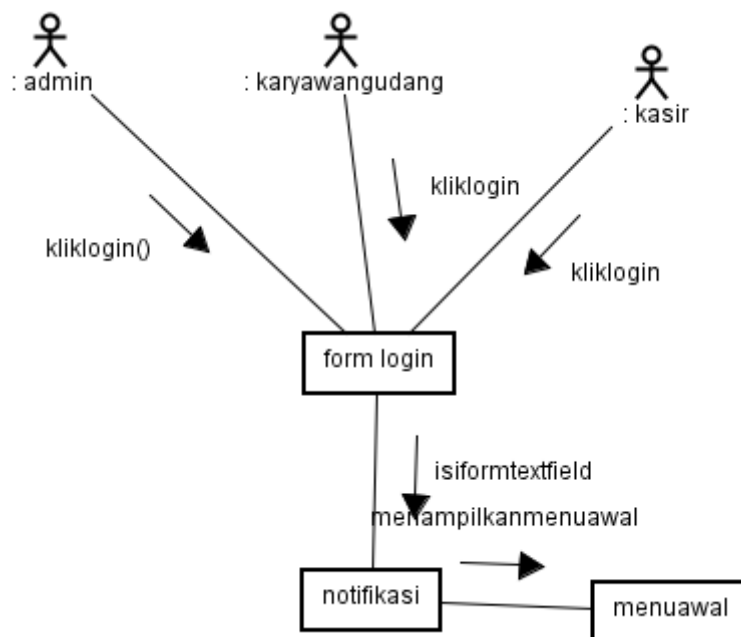 : admin
: karyawangudang
: kasir
kliklogin
kliklogin()
kliklogin
form login
isiformtextfield
menampilkanmenuawal
notifikasi
menuawal